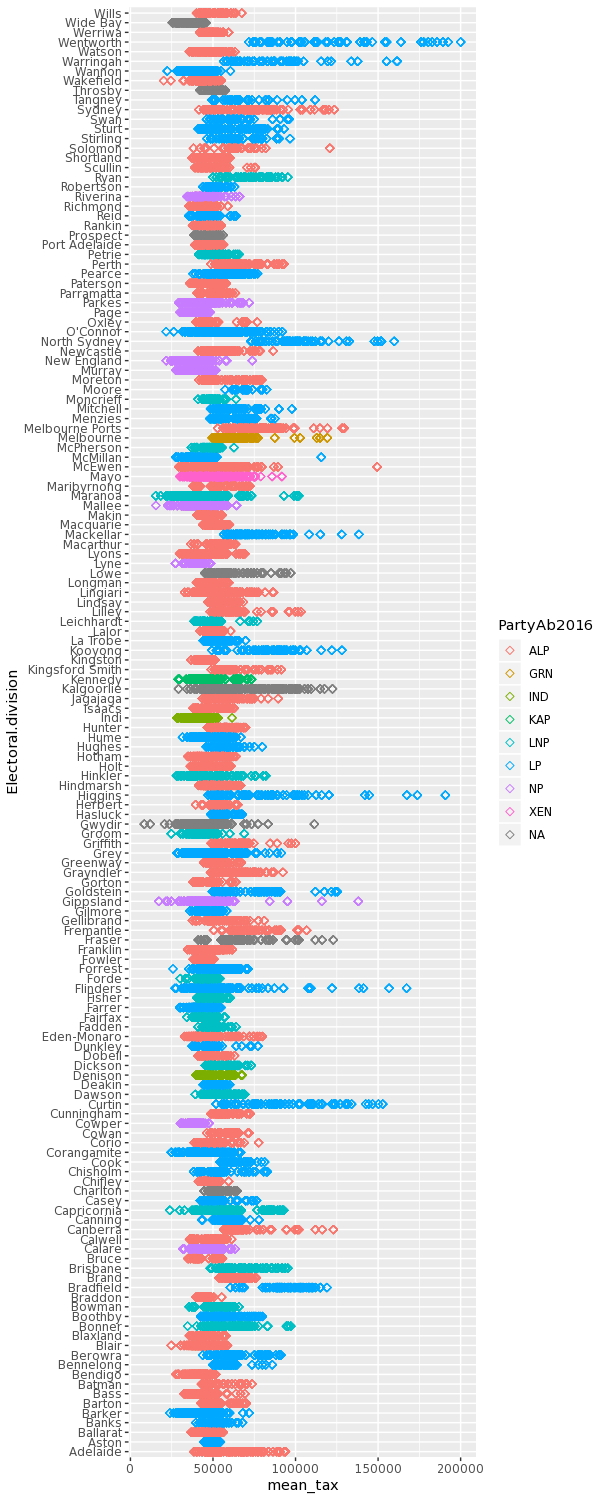 Wills
Wide Bay
Werriwa
Wentworth
Watson
Warringah
Wannon
Wakefield
Throsby
Tangney
Sydney
Swan
Sturt
Stirling
Solomon
Shortland
Scullin
Ryan
Robertson
Riverina
Richmond
Reid
Rankin
Prospect
Port Adelaide
Petrie
Perth
Pearce
Paterson
Parramatta
Parkes
Page
Oxley
O'Connor
North Sydney
Newcastle
New England
Murray
Moreton
Moore
Moncrieff
Mitchell
Menzies
Melbourne Ports
Melbourne
McPherson
McMillan
McEwen
Mayo
Maribyrnong
Maranoa
Mallee
Makin
Macquarie
Mackellar
Macarthur
Lyons
Lyne
Lowe
Longman
Lingiari
Lindsay
Lilley
Leichhardt
Lalor
La Trobe
Kooyong
Kingston
Kingsford Smith
Kennedy
Kalgoorlie
Jagajaga
Isaacs
Indi
Hunter
Hume
Hughes
Hotham
Holt
Hinkler
Hindmarsh
Higgins
Herbert
Hasluck
Gwydir
Groom
Griffith
Grey
Greenway
Grayndler
Gorton
Goldstein
Gippsland
Gilmore
Gellibrand
Fremantle
Fraser
Franklin
Fowler
Forrest
Forde
Flinders
Fisher
Farrer
Fairfax
Fadden
Eden-Monaro
Dunkley
Dobell
Dickson
Denison
Deakin
Dawson
Curtin
Cunningham
Cowper
Cowan
Corio
Corangamite
Cook
Chisholm
Chifley
Charlton
Casey
Capricornia
Canning
Canberra
Calwell
Calare
Bruce
Brisbane
Brand
Bradfield
Braddon
Bowman
Boothby
Bonner
Blaxland
Blair
Berowra
Bennelong
Bendigo
Batman
Bass
Barton
Barker
Banks
Ballarat
Aston
Adelaide
Electoral.division
0 50000 100000 150000 200000
mean_tax
PartyAb2016
ALP
GRN
IND
KAP
LNP
LP
NP
XEN
NA